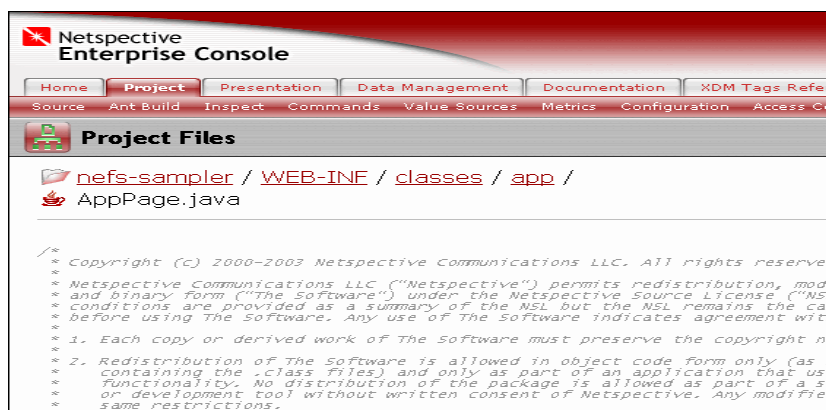 Netspective
Enterprise Console
Home Project Presentation Data Management Documentation XDM Tags Refe
Source Ant Build Inspect Commands Value Sources Metrics Configuration Access C
Project Files
nefs-sampler / WEB-INF / classes / app /
AppPage.java
/*
* Copyright (c) 2000-2003 Netspective Communications LLC. All rights reserve
*
* Netspective Communications LLC ("Netspective") permits redistribution, mod
* and binary form ("The Software") under the Netspective Source License ("NS
* conditions are provided as a summary of the NSL but the NSL remains the ca
* before using The Software. Any use of The Software indicates agreement wit
*
* 1. Each copy or derived work of The Software must preserve the copyright n
*
* 2. Redistribution of The Software is allowed in object code form only (as
* containing the .class files) and only as part of an application that us
* functionality. No distribution of the package is allowed as part of a s
* or development tool without written consent of Netspective. Any modifie
* same restrictions.